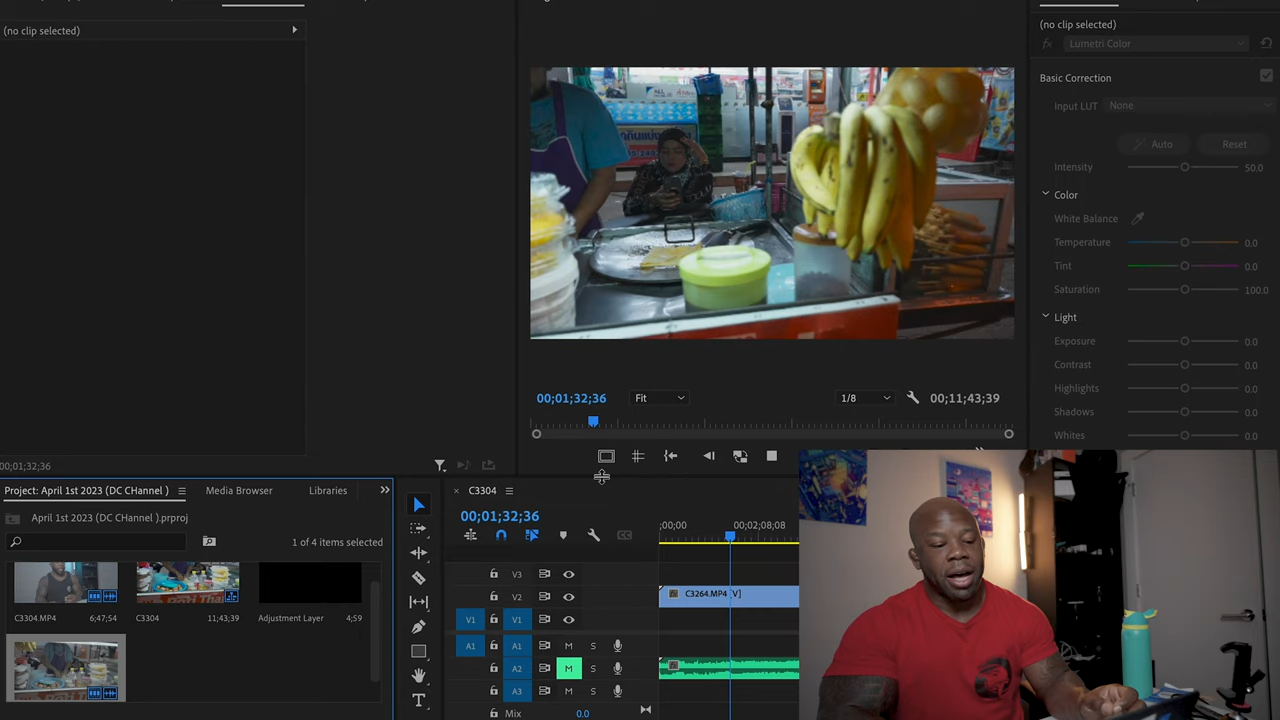 (no clip selected)
00;01;32;36
00;01;32;36
Fit
1/8
00;11;43;39
(no clip selected)
fx
Lumetri Color
Basic Correction
Input LUT
None
Auto
Reset
Intensity
50.0
Color
White Balance
Temperature
0.0
Tint
0.0
Saturation
100.0
Light
Exposure
0.0
Contrast
0.0
Highlights
0.0
Shadows
0.0
Whites
0.0
Project: April 1st 2023 (DC CHannel )
Media Browser
Libraries
April 1st 2023 (DC CHannel ).prproj
1 of 4 items selected
C3304.MP4
6;47;54
C3304
11;43;39
Adjustment Layer
4;59
C3304
00;01;32;36
;00;00
00;02;08;08
V3
V2
C3264.MP4 [V]
V1
V1
A1
A1
M
S
A2
M
S
A3
M
S
Mix
0.0